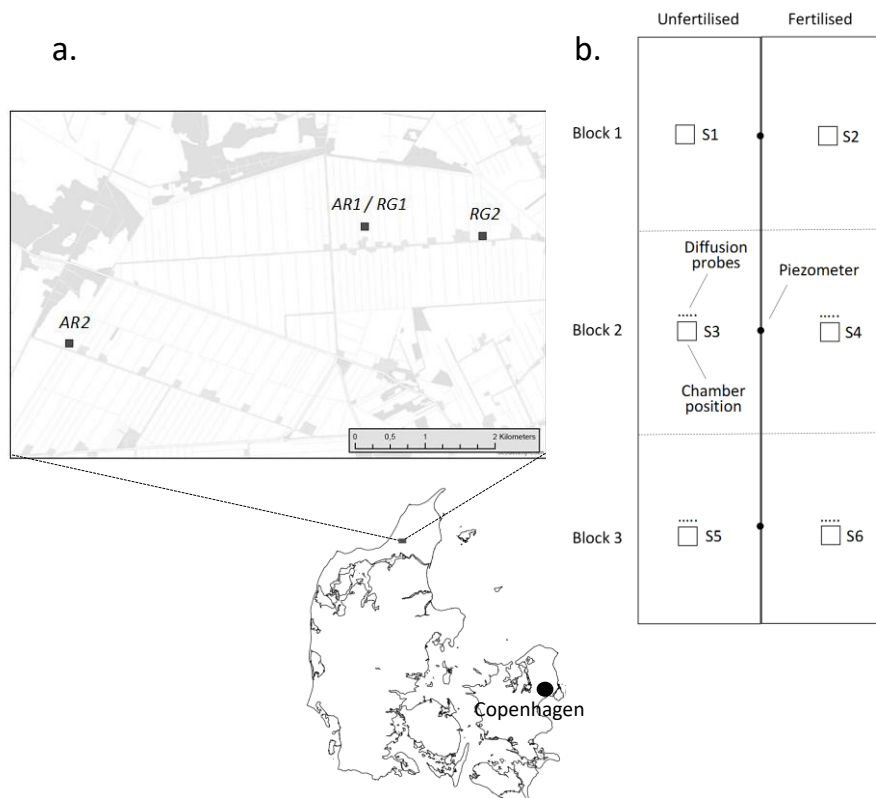 a.
AR1 / RG1
RG2
AR2
0 0,5 1 2 Kilometers
Copenhagen
b.
Unfertilised Fertilised
Block 1
S1 S2
Diffusion
probes
Piezometer
Block 2
S3 S4
Chamber
position
Block 3
S5 S6